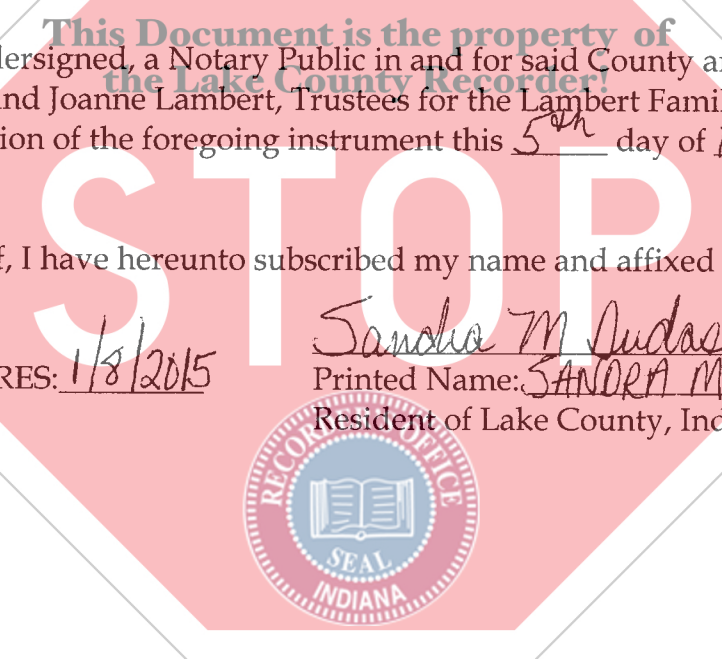 This Document is the property of
dersigned, a Notary Public in and for said County a
the Lake County Recorder!
nd Joanne Lambert, Trustees for the Lambert Famil
ion of the foregoing instrument this 5th day of
STOP
f, I have hereunto subscribed my name and affixed
Sandra M Dudas
RES: 1/8/2015 Printed Name: SANDRA M
Resident of Lake County, Ind
RECORDER'S OFFICE
SEAL
INDIANA